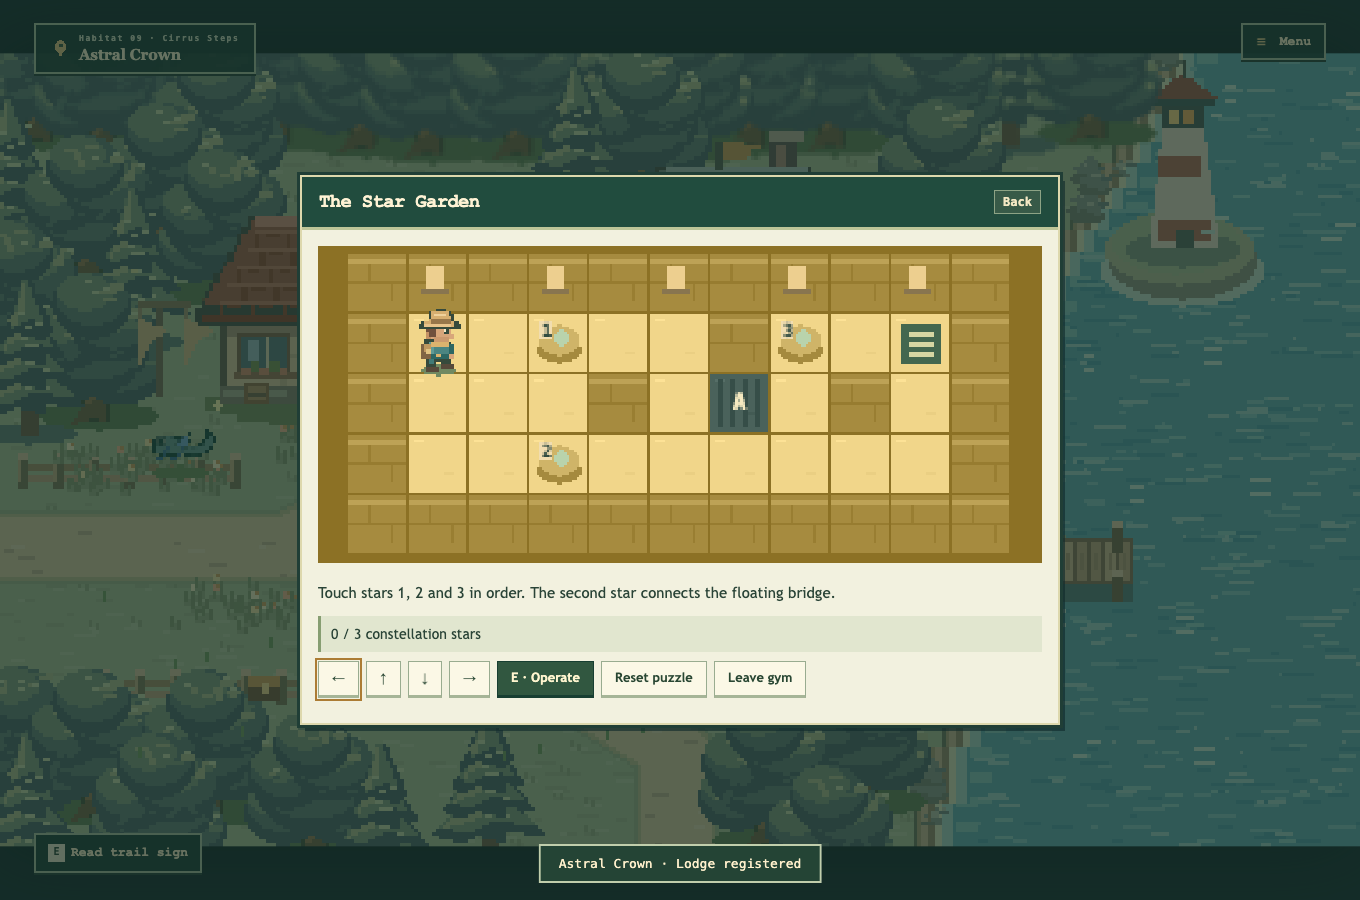 Habitat 09 · Cirrus Steps
Astral Crown
≡ Menu
The Star Garden
Back
1
3
A
2
Touch stars 1, 2 and 3 in order. The second star connects the floating bridge.
0 / 3 constellation stars
← ↑ ↓ → E · Operate Reset puzzle Leave gym
E Read trail sign
Astral Crown · Lodge registered